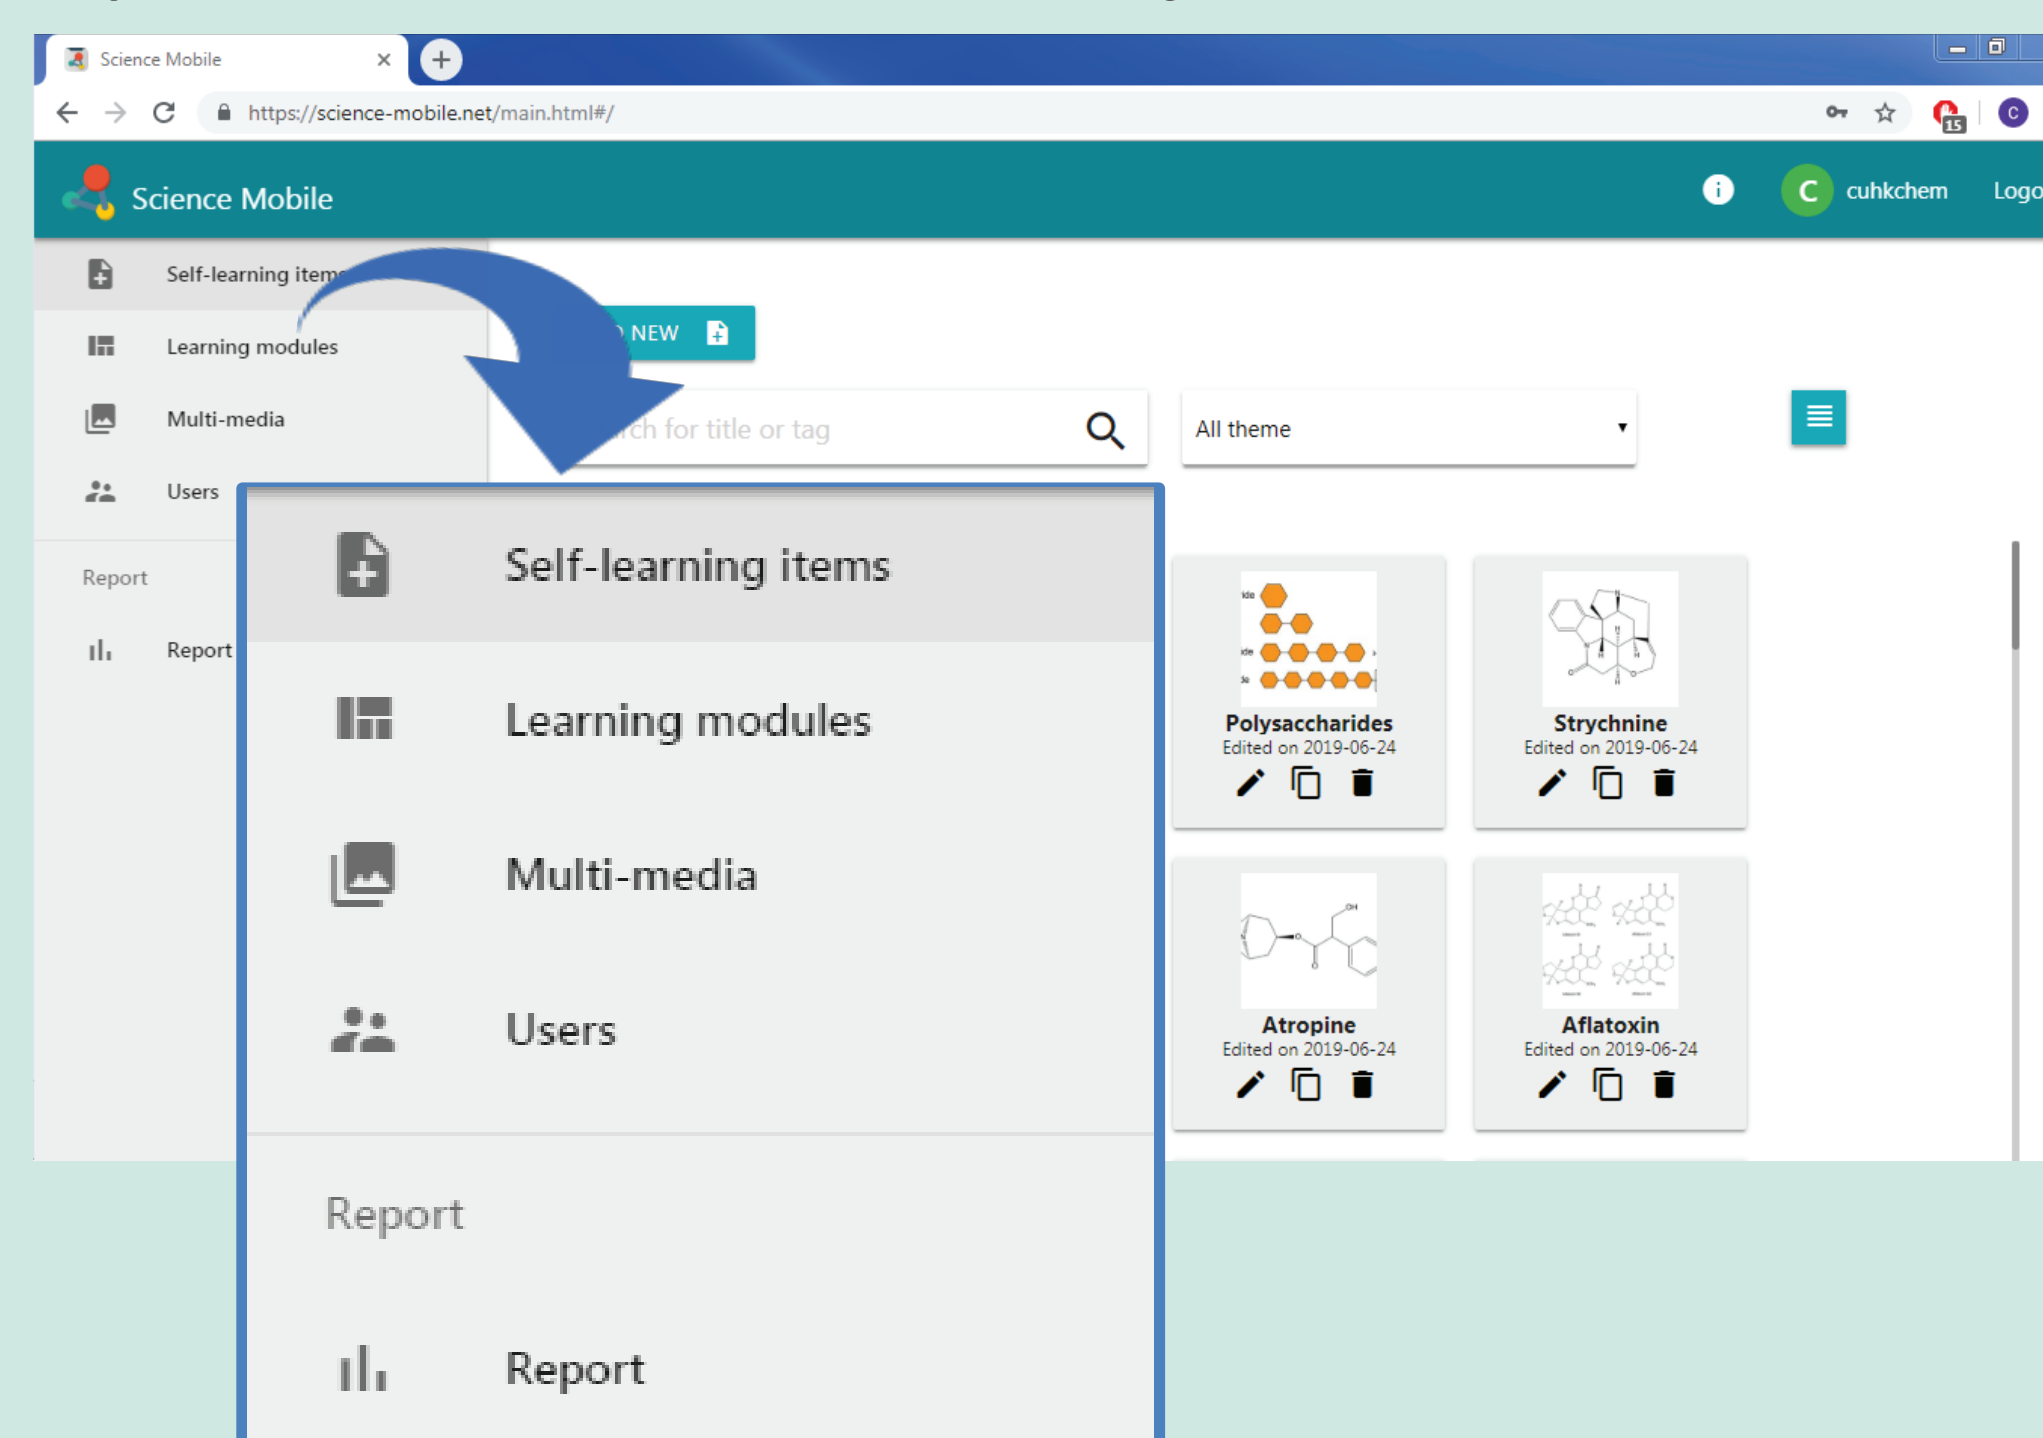 Science Mobile
https://science-mobile.net/main.html#/
15
C
Science Mobile
C cuhkchem Logo
Self-learning items
Learning modules
Multi-media
Users
Report
Report
NEW
for title or tag
All theme
Self-learning items
Learning modules
Multi-media
Users
Report
Report
Polysaccharides
Edited on 2019-06-24
Strychnine
Edited on 2019-06-24
OH
Atropine
Edited on 2019-06-24
Aflatoxin
Edited on 2019-06-24